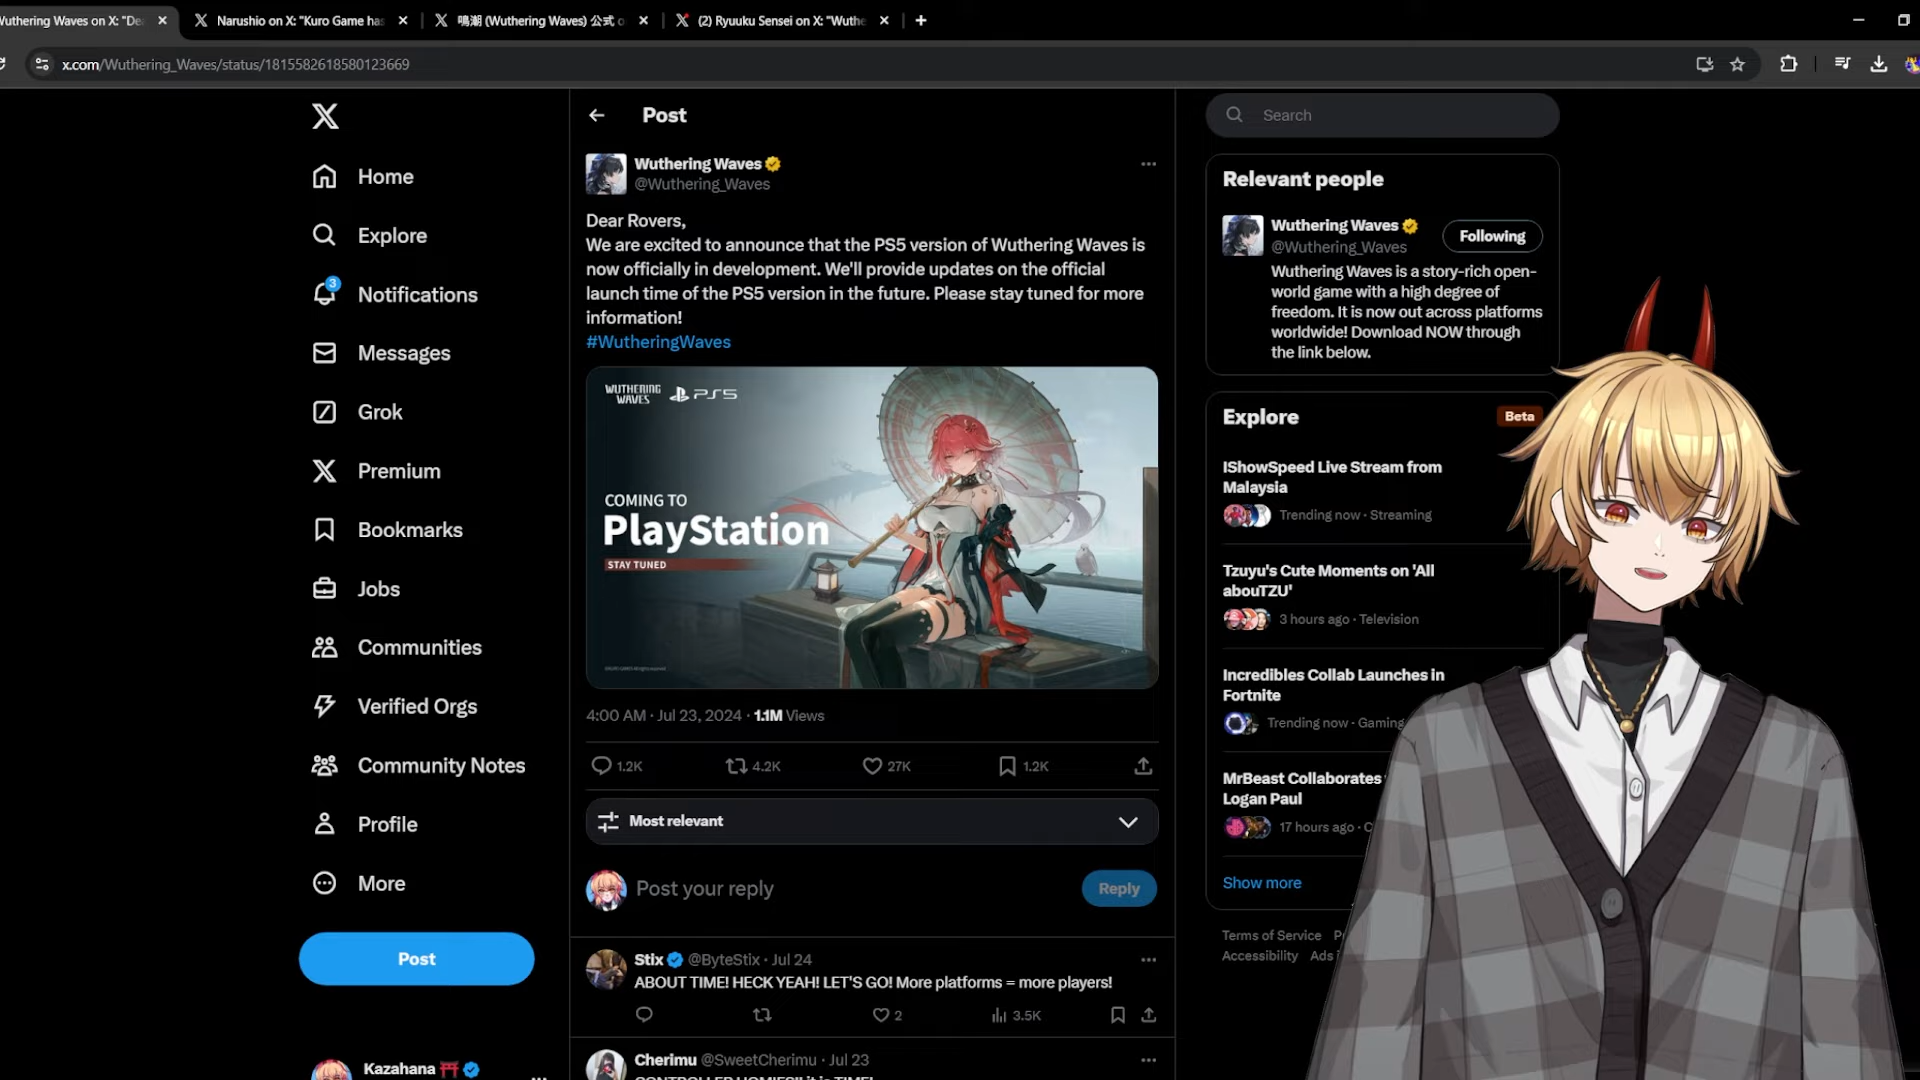 Wuthering Waves on X: "Dea
Narushio on X: "Kuro Game has
鳴潮 (Wuthering Waves) 公式 o
(2) Ryuuku Sensei on X: "Wuthe
x.com/Wuthering_Waves/status/1815582618580123669
Home
Explore
3
Notifications
Messages
Grok
Premium
Bookmarks
Jobs
Communities
Verified Orgs
Community Notes
Profile
More
Post
Kazahana
Post
Wuthering Waves
@Wuthering_Waves
Dear Rovers,
We are excited to announce that the PS5 version of Wuthering Waves is
now officially in development. We'll provide updates on the official
launch time of the PS5 version in the future. Please stay tuned for more
information!
#WutheringWaves
WUTHERING
WAVES
PS5
COMING TO
PlayStation
STAY TUNED
4:00 AM · Jul 23, 2024 · 1.1M Views
1.2K 4.2K 27K 1.2K
Most relevant
Post your reply
Reply
Stix @ByteStix · Jul 24
ABOUT TIME! HECK YEAH! LET'S GO! More platforms = more players!
2 3.5K
Cherimu @SweetCherimu · Jul 23
CONTROLLER HOMIES!! it is TIME!
Search
Relevant people
Wuthering Waves
@Wuthering_Waves
Following
Wuthering Waves is a story-rich open-
world game with a high degree of
freedom. It is now out across platforms
worldwide! Download NOW through
the link below.
Explore
Beta
IShowSpeed Live Stream from
Malaysia
Trending now · Streaming
Tzuyu's Cute Moments on 'All
abouTZU'
3 hours ago · Television
Incredibles Collab Launches in
Fortnite
Trending now · Gaming
MrBeast Collaborates
Logan Paul
17 hours ago · C
Show more
Terms of Service P
Accessibility Ads i